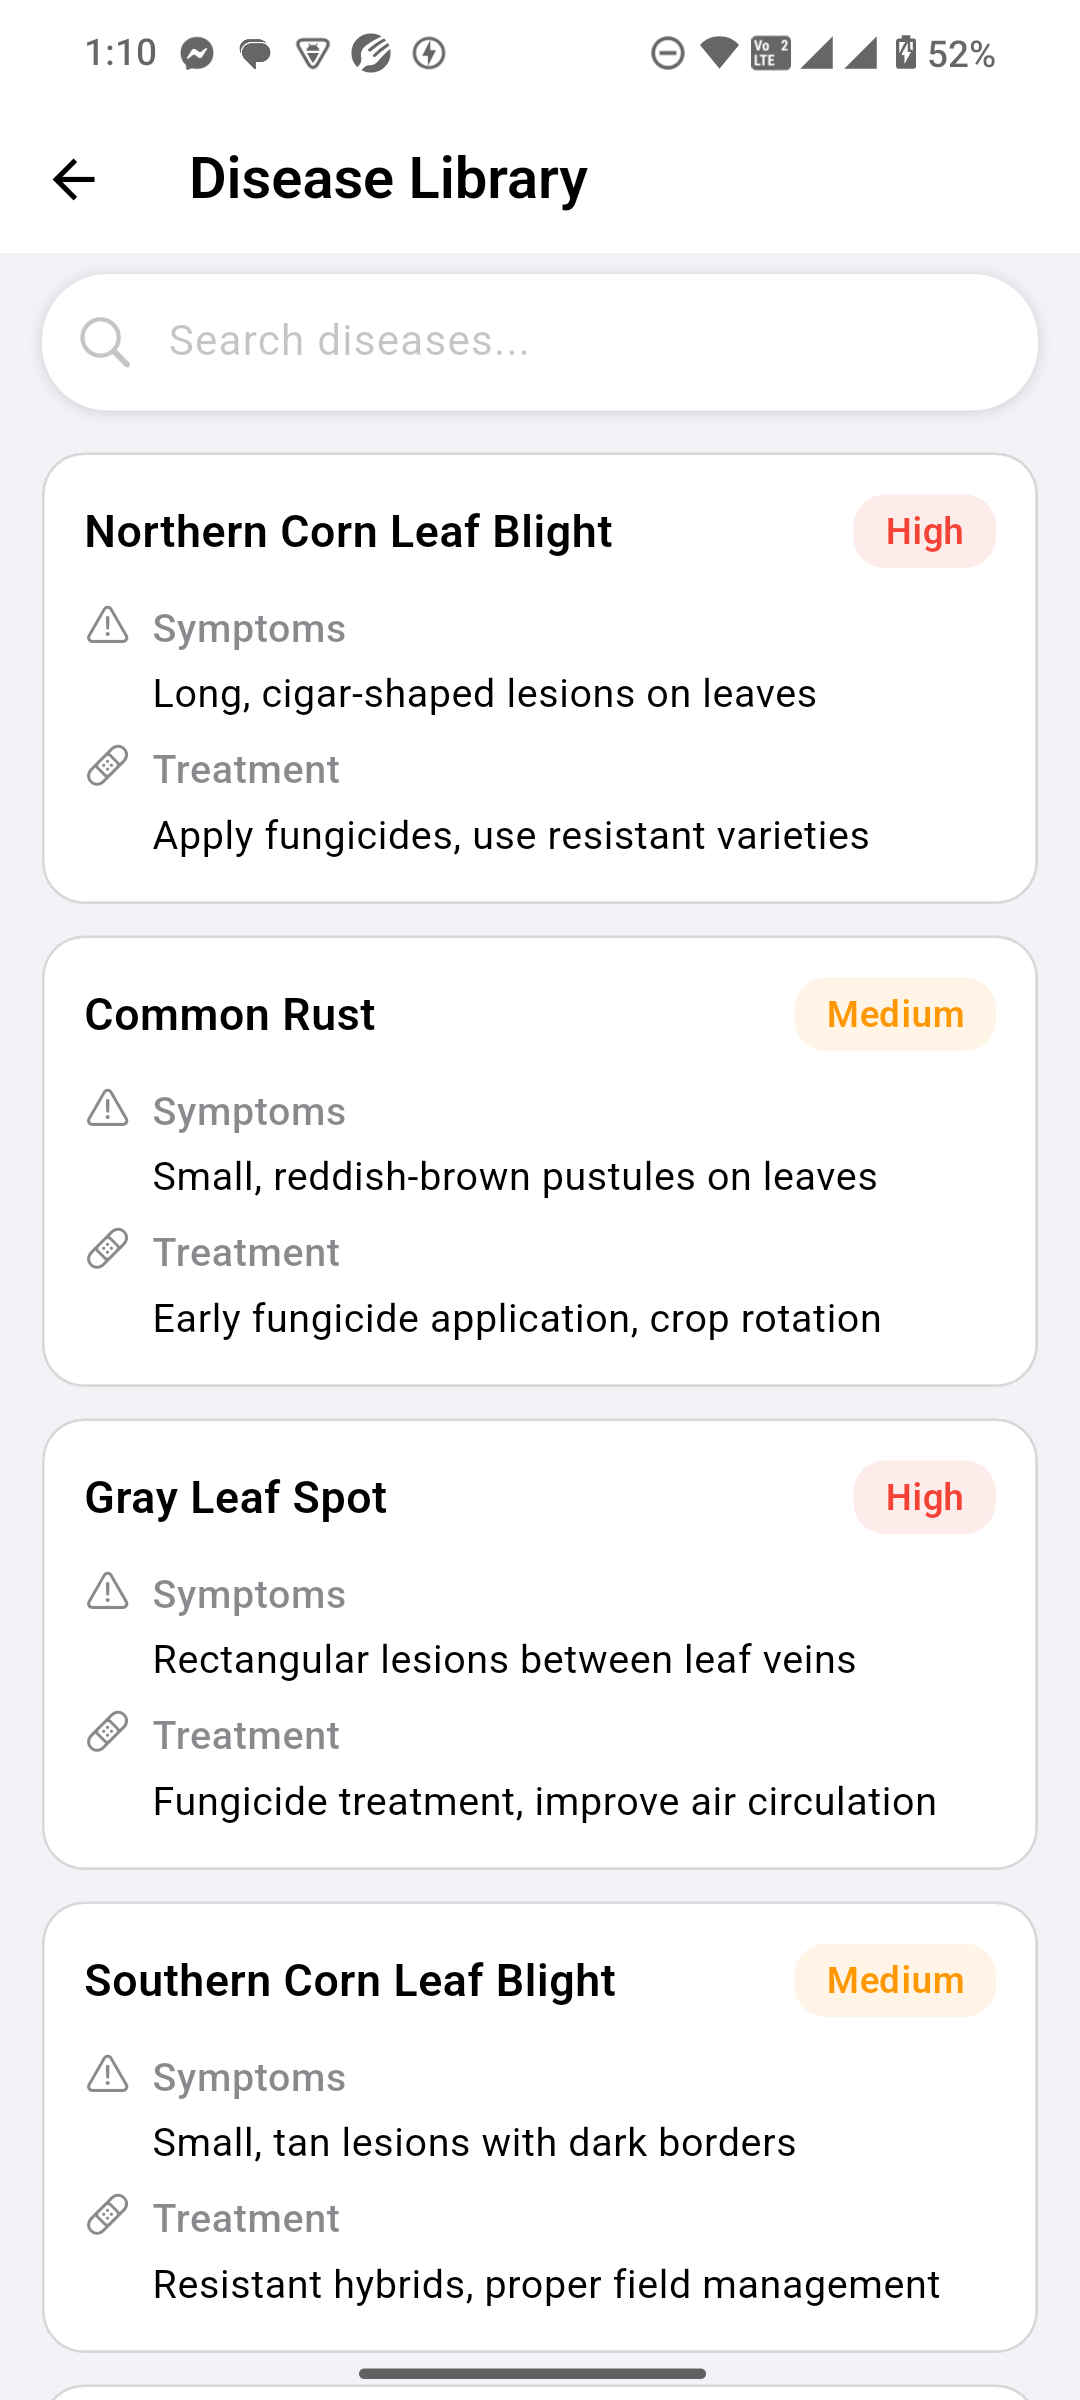 1:10
Vo 2
LTE
52%
Disease Library
Search diseases...
Northern Corn Leaf Blight
High
Symptoms
Long, cigar-shaped lesions on leaves
Treatment
Apply fungicides, use resistant varieties
Common Rust
Medium
Symptoms
Small, reddish-brown pustules on leaves
Treatment
Early fungicide application, crop rotation
Gray Leaf Spot
High
Symptoms
Rectangular lesions between leaf veins
Treatment
Fungicide treatment, improve air circulation
Southern Corn Leaf Blight
Medium
Symptoms
Small, tan lesions with dark borders
Treatment
Resistant hybrids, proper field management